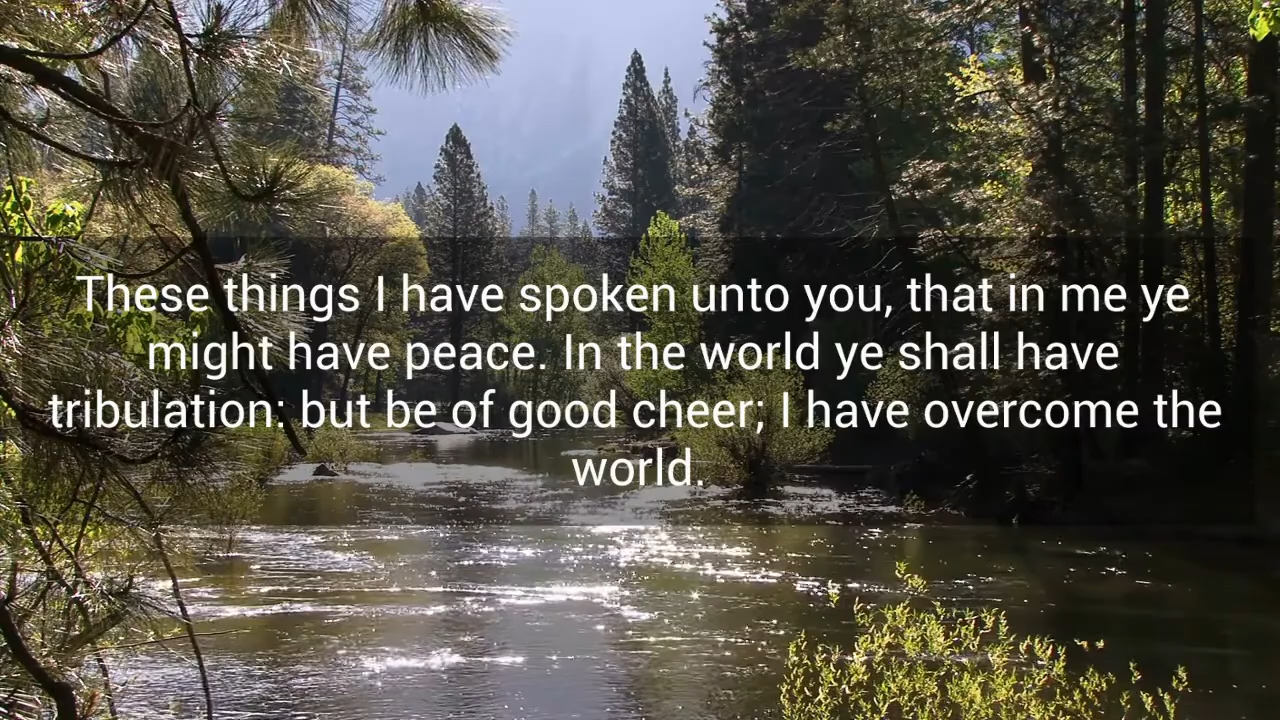 These things I have spoken unto you, that in me ye
might have peace. In the world ye shall have
tribulation: but be of good cheer; I have overcome the
world.